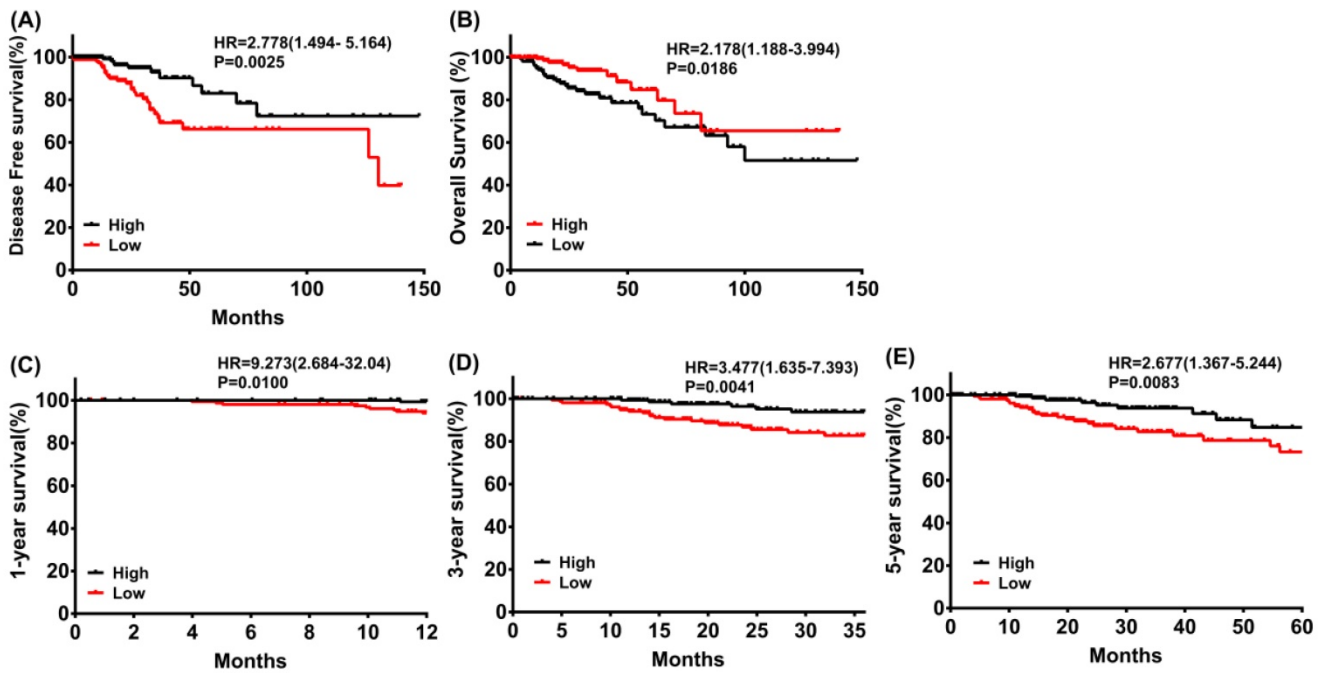 (A)
HR=2.778(1.494- 5.164)
P=0.0025
Disease Free survival(%)
100
80
60
40
20
0
High
Low
0
50
100
150
Months
(B)
HR=2.178(1.188-3.994)
P=0.0186
Overall Survival (%)
100
80
60
40
20
0
High
Low
0
50
100
150
(C)
HR=9.273(2.684-32.04)
P=0.0100
1-year survival(%)
100
80
60
40
20
0
High
Low
0
2
4
6
8
10
12
Months
(D)
HR=3.477(1.635-7.393)
P=0.0041
3-year survival(%)
100
80
60
40
20
0
High
Low
0
5
10
15
20
25
30
35
Months
(E)
HR=2.677(1.367-5.244)
P=0.0083
5-year survival(%)
100
80
60
40
20
0
High
Low
0
10
20
30
40
50
60
Months